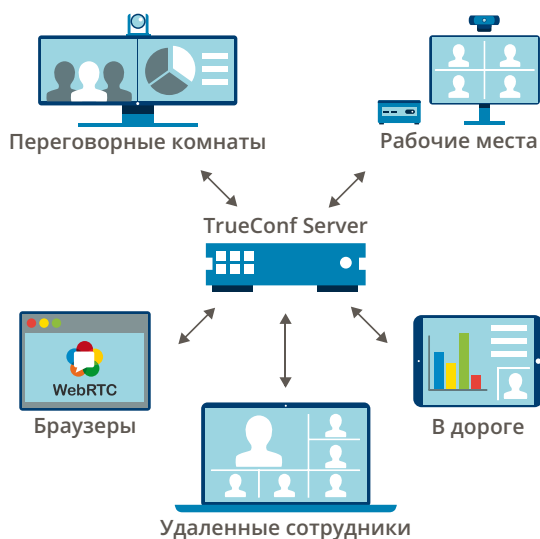 Переговорные комнаты
Рабочие места
TrueConf Server
WebRTC
Браузеры
В дороге
Удаленные сотрудники